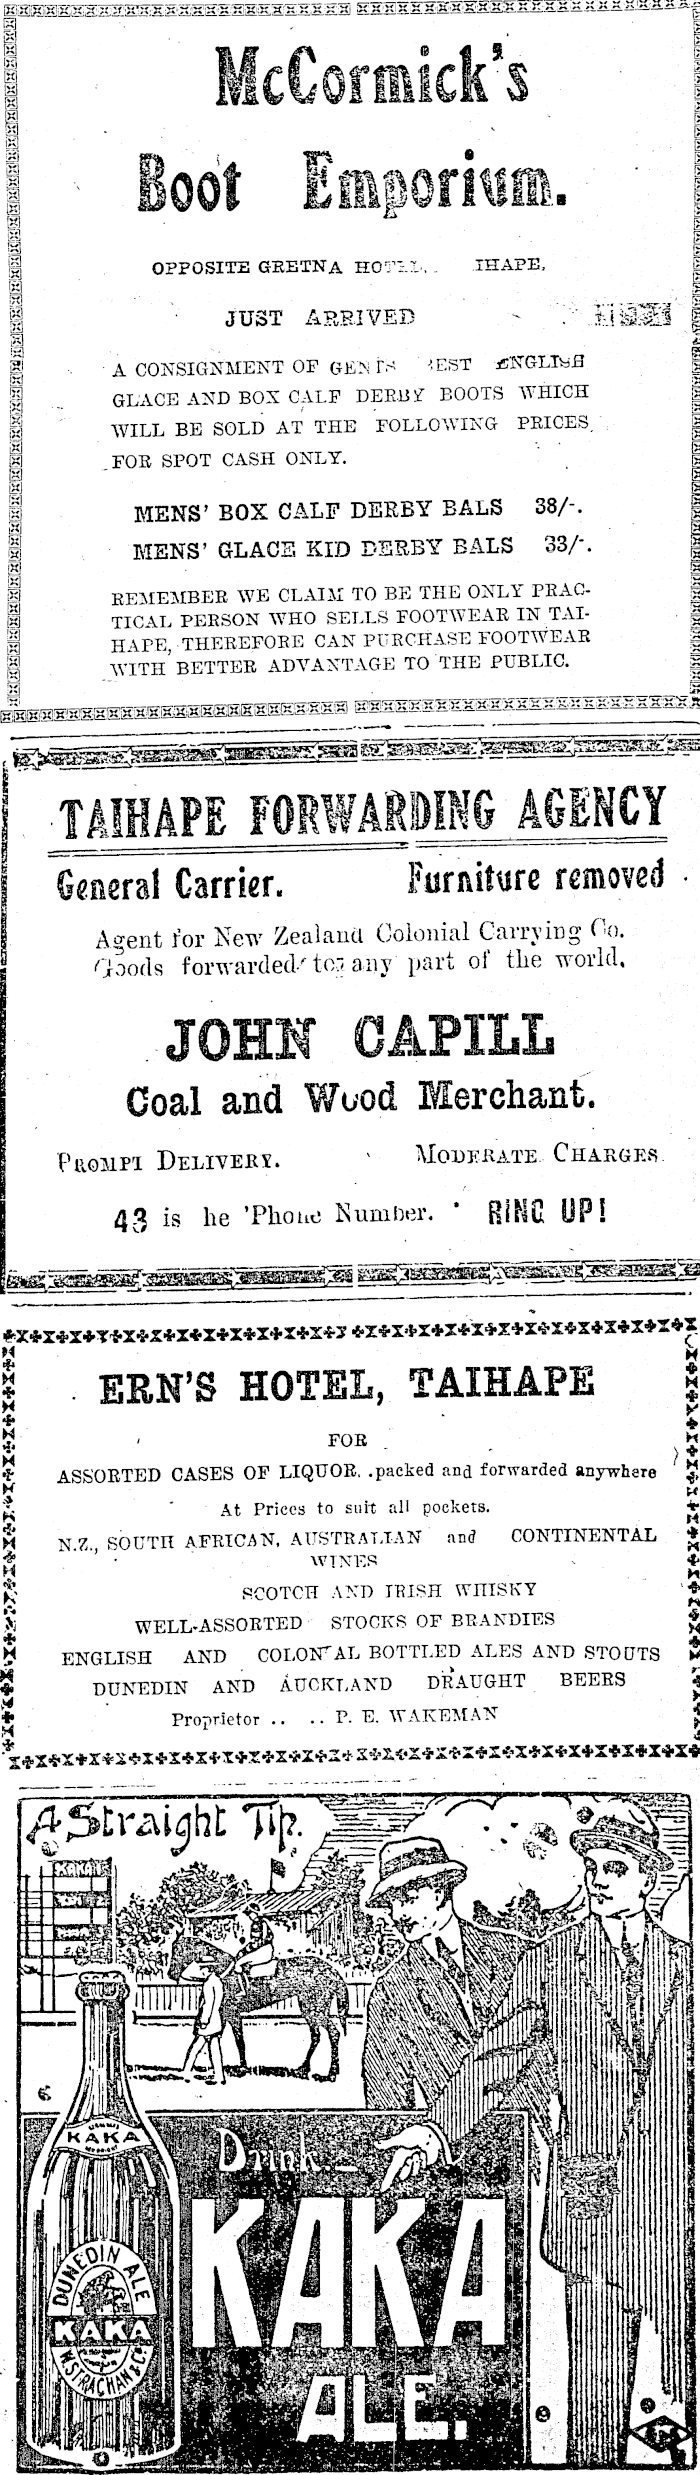 McCormick's
Boot Emporium.
OPPOSITE GRETNA IHAPE,
JUST ARRIVED
A CONSIGNMENT OF GENTS EST ENGLISH
GLACE AND BOX CALF DERBY BOOTS WHICH
WILL BE SOLD AT THE FOLLOWING PRICES
FOR SPOT CASH ONLY.
MENS' BOX CALF DERBY BALS 38/-.
MENS' GLACE KID DERBY BALS 33/-.
REMEMBER WE CLAIM TO BE THE ONLY PRAC-
TICAL PERSON WHO SELLS FOOTWEAR IN TAI-
HAPE, THEREFORE CAN PURCHASE FOOTWEAR
WITH BETTER ADVANTAGE TO THE PUBLIC.
TAIHAPE FORWARDING AGENCY
General Carrier. Furniture removed
Agent for New Zealand Colonial Carrying Co.
Goods forwarded to any part of the world.
JOHN CAPILL
Coal and Wood Merchant.
PROMPT DELIVERY. MODERATE CHARGES
43 is he 'Phone Number. RING UP!
ERN'S HOTEL, TAIHAPE
FOR
ASSORTED CASES OF LIQUOR. .packed and forwarded anywhere
At Prices to suit all pockets.
N.Z., SOUTH AFRICAN, AUSTRALIAN and CONTINENTAL
WINES
SCOTCH AND IRISH WHISKY
WELL-ASSORTED STOCKS OF BRANDIES
ENGLISH AND COLONIAL BOTTLED ALES AND STOUTS
DUNEDIN AND AUCKLAND DRAUGHT BEERS
Proprietor .. .. P. E. WAKEMAN
A Straight Tip.
KAKA
Drink
KAKA
ALE.
KAKA
DUNEDIN ALE
KAKA
W. STRACHAN & Co.